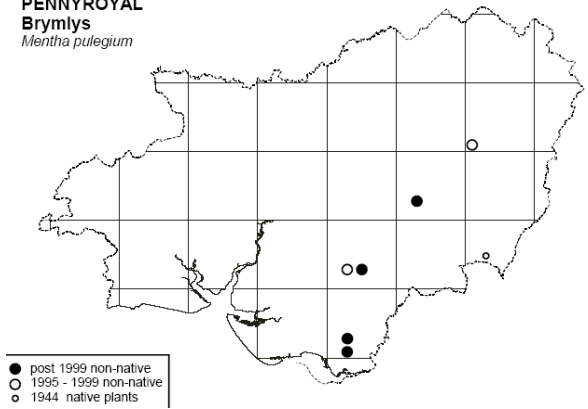 PENNYROYAL
Brymlys
Mentha pulegium
post 1999 non-native
1995 - 1999 non-native
1944 native plants